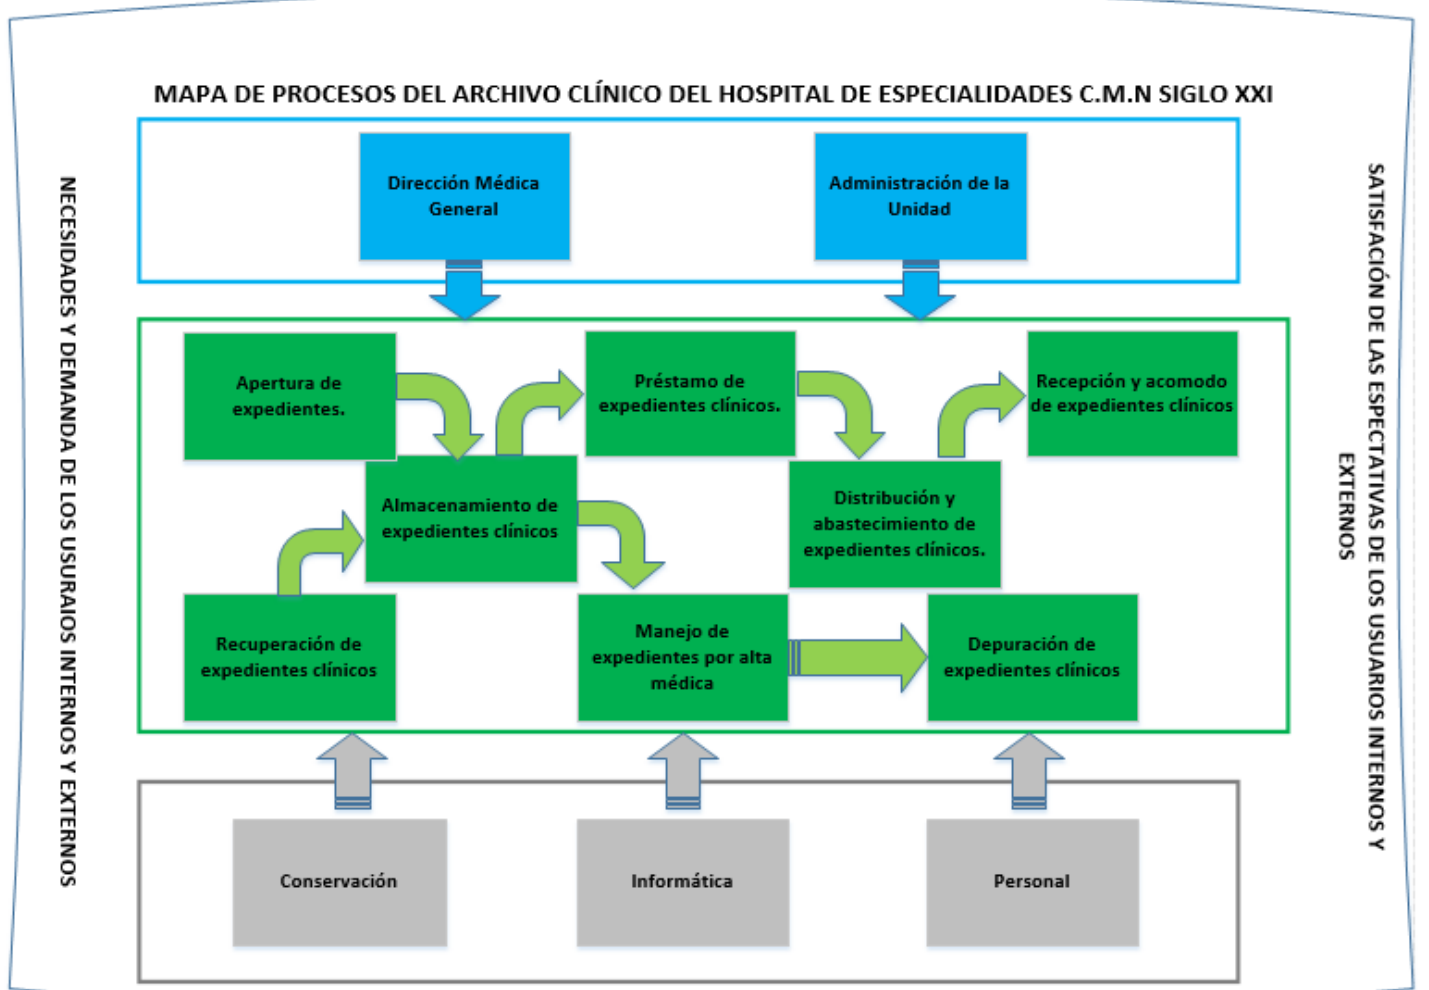 MAPA DE PROCESOS DEL ARCHIVO CLÍNICO DEL HOSPITAL DE ESPECIALIDADES C.M.N SIGLO XXI
NECESIDADES Y DEMANDA DE LOS USURAIOS INTERNOS Y EXTERNOS
Dirección Médica
General
Administración de la
Unidad
Apertura de
expedientes.
Préstamo de
expedientes clínicos.
Recepción y acomodo
de expedientes clínicos
Almacenamiento de
expedientes clínicos
Distribución y
abastecimiento de
expedientes clínicos.
Recuperación de
expedientes clínicos
Manejo de
expedientes por alta
médica
Depuración de
expedientes clínicos
Conservación
Informática
Personal
SATISFACIÓN DE LAS ESPECTATIVAS DE LOS USUARIOS INTERNOS Y
EXTERNOS